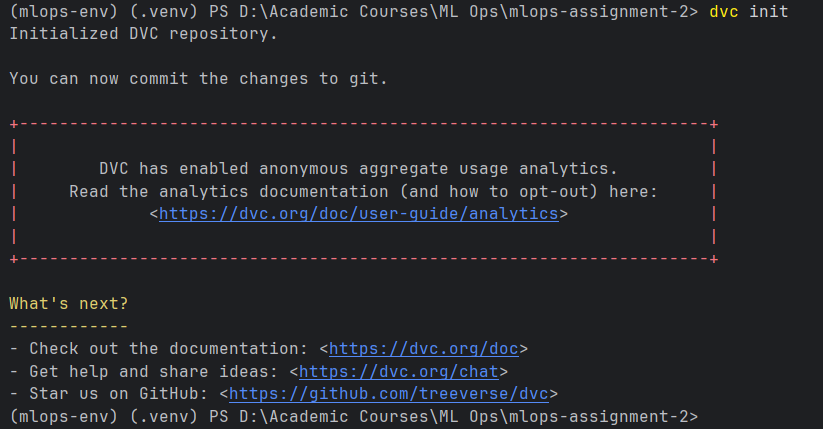 (mlops-env) (.venv) PS D:\Academic Courses\ML Ops\mlops-assignment-2> dvc init
Initialized DVC repository.
You can now commit the changes to git.
+---------------------------------------------------------------------+
|                                                                     |
|        DVC has enabled anonymous aggregate usage analytics.         |
|     Read the analytics documentation (and how to opt-out) here:     |
|             <https://dvc.org/doc/user-guide/analytics>              |
|                                                                     |
+---------------------------------------------------------------------+
What's next?
------------
- Check out the documentation: <https://dvc.org/doc>
- Get help and share ideas: <https://dvc.org/chat>
- Star us on GitHub: <https://github.com/treeverse/dvc>
(mlops-env) (.venv) PS D:\Academic Courses\ML Ops\mlops-assignment-2>